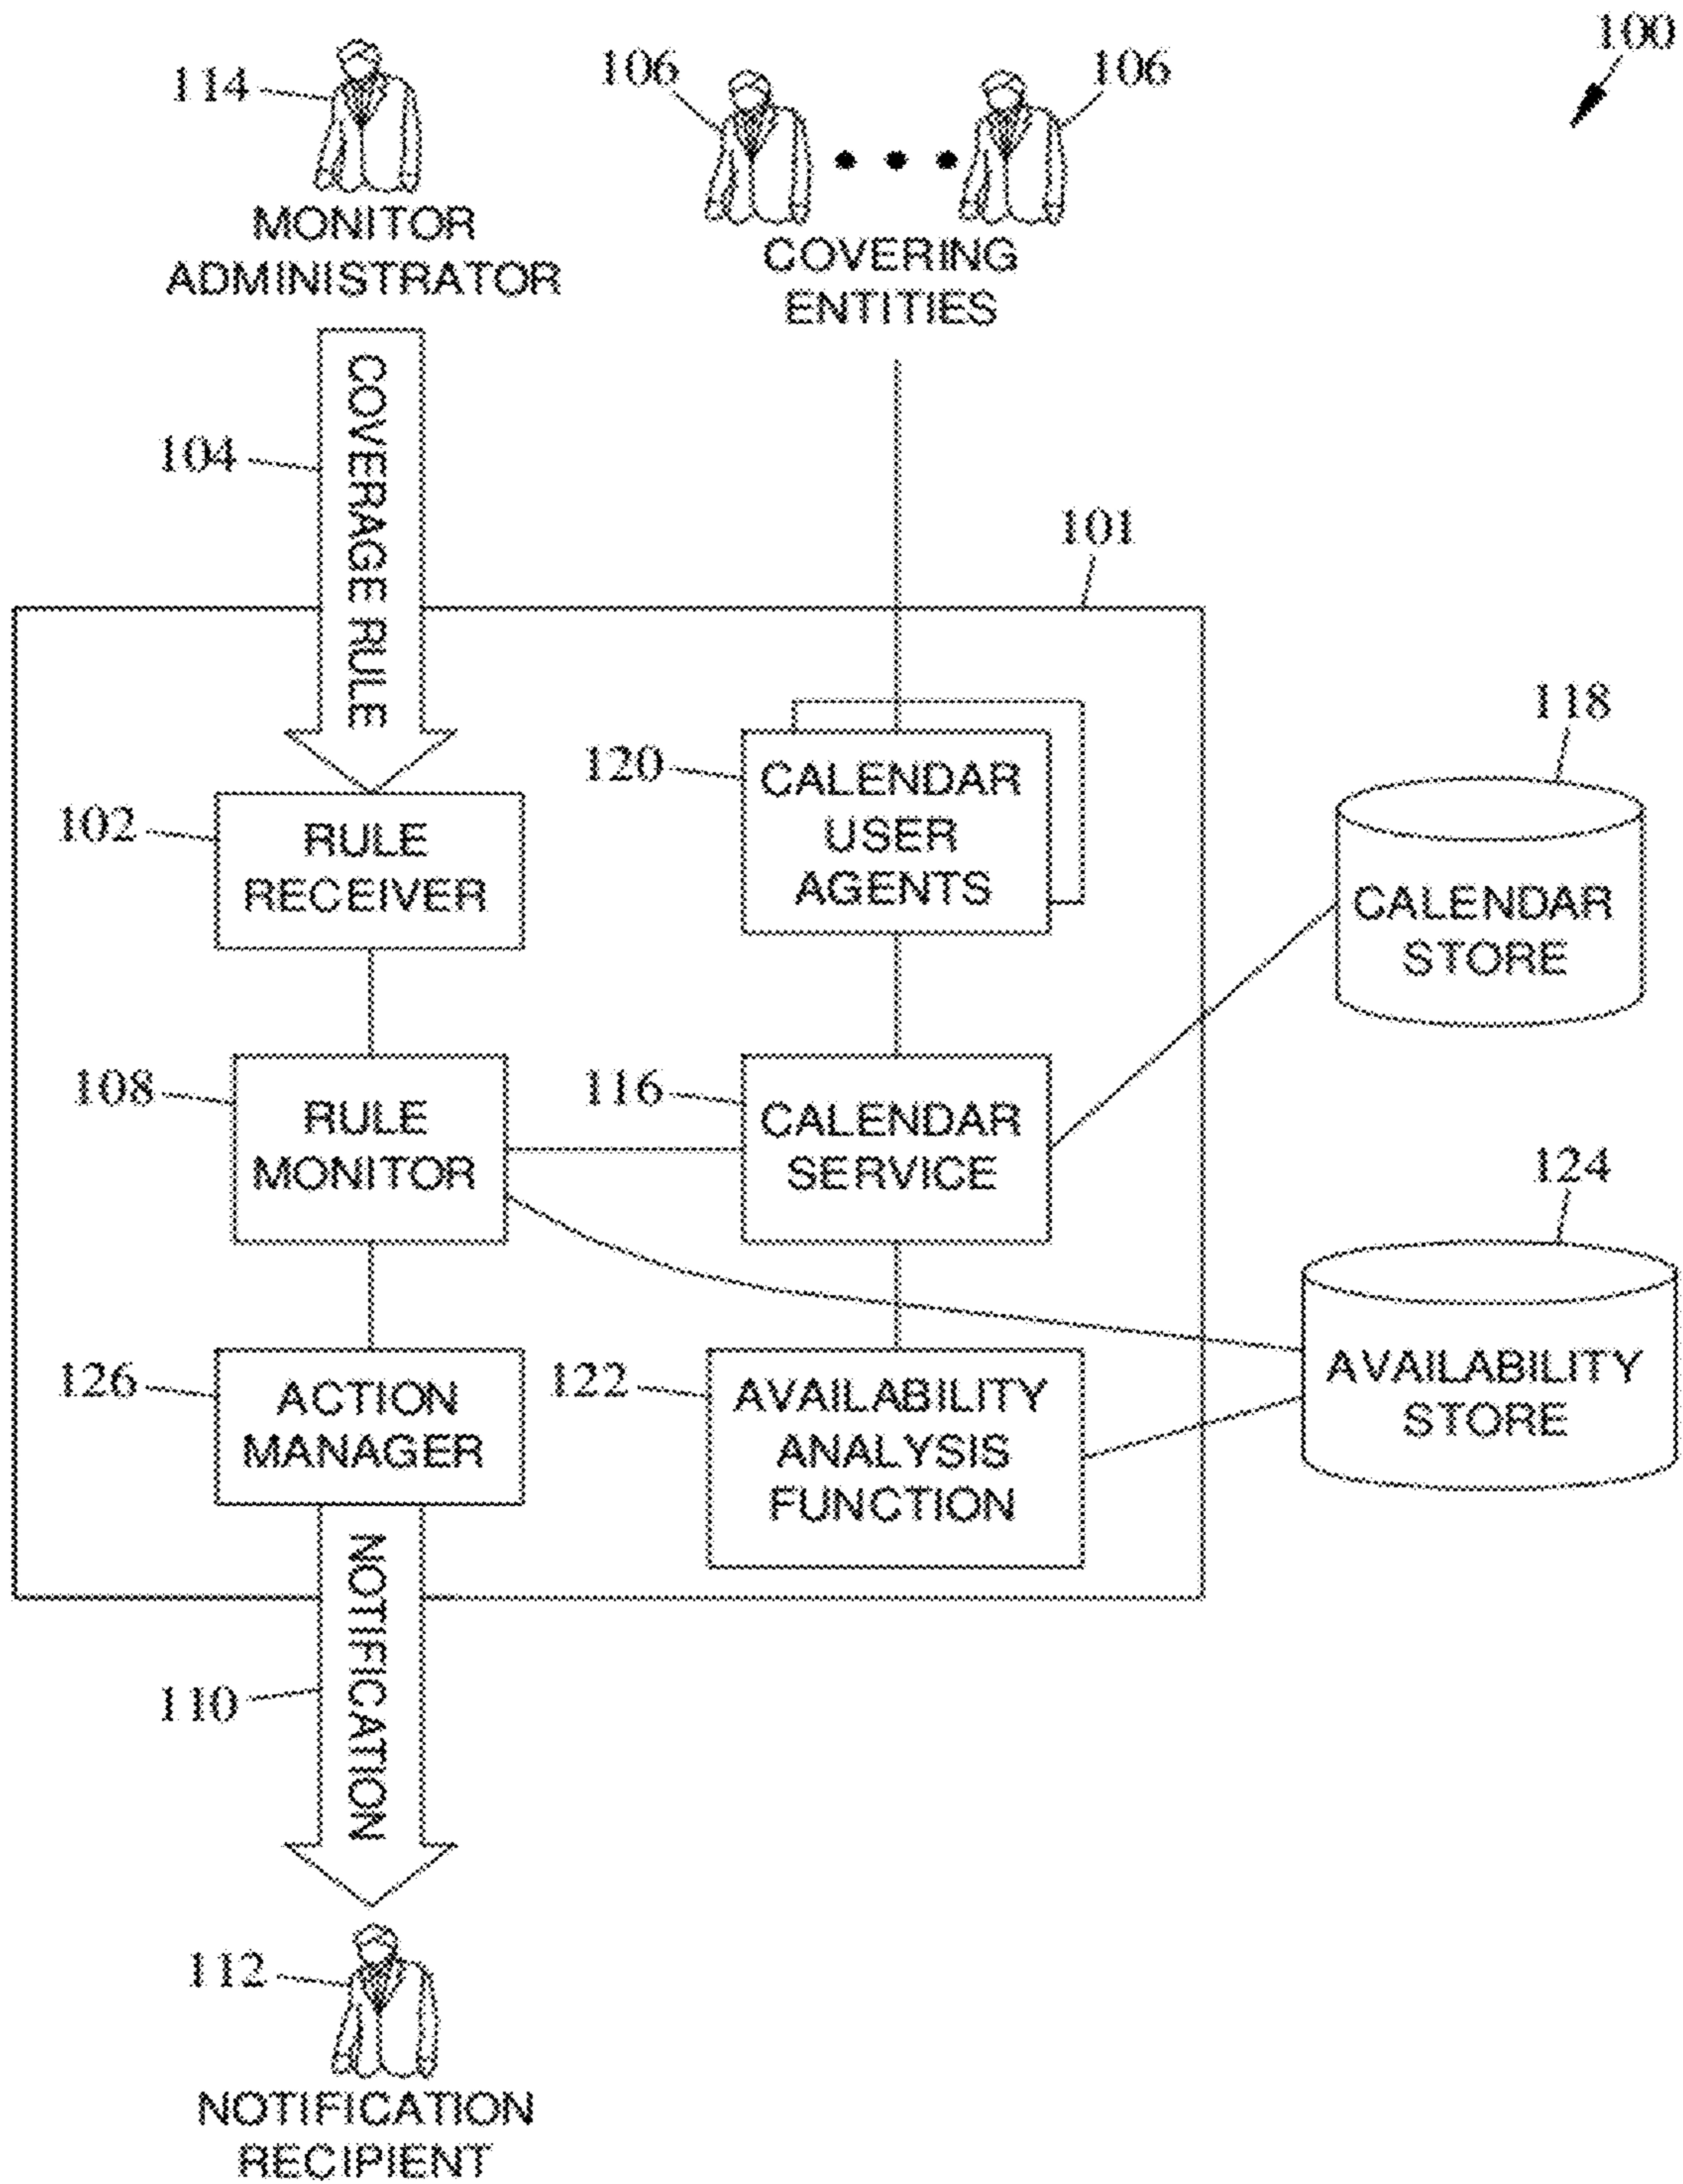 100
114
106
106
MONITOR
ADMINISTRATOR
COVERING
ENTITIES
104
COVERAGE RULE
101
118
120
CALENDAR
USER
AGENTS
102
RULE
RECEIVER
CALENDAR
STORE
108
RULE
MONITOR
116
CALENDAR
SERVICE
124
126
ACTION
MANAGER
122
AVAILABILITY
ANALYSIS
FUNCTION
AVAILABILITY
STORE
110
NOTIFICATION
112
NOTIFICATION
RECIPIENT